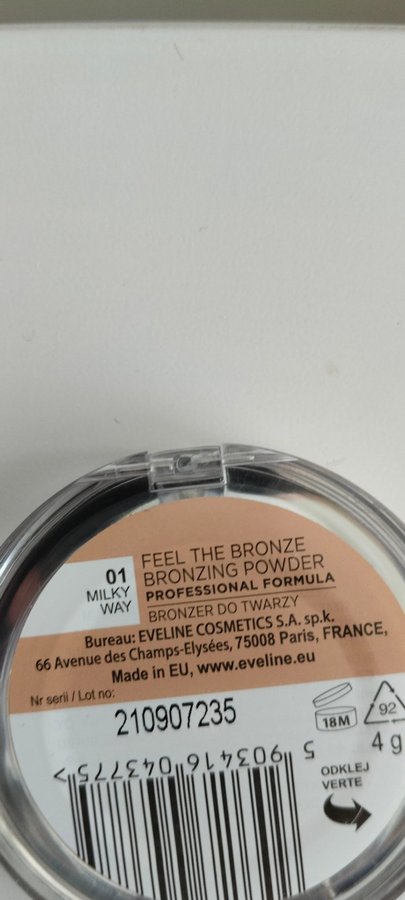 01
MILKY
WAY
FEEL THE BRONZE
BRONZING POWDER
PROFESSIONAL FORMULA
BRONZER DO TWARZY
Bureau: EVELINE COSMETICS S.A. sp.k.
66 Avenue des Champs-Elysées, 75008 Paris, FRANCE,
Made in EU, www.eveline.eu
Nr serii / Lot no:
210907235
18M
92
4 g
5 903416 043775>
ODKLEJ
VERTE